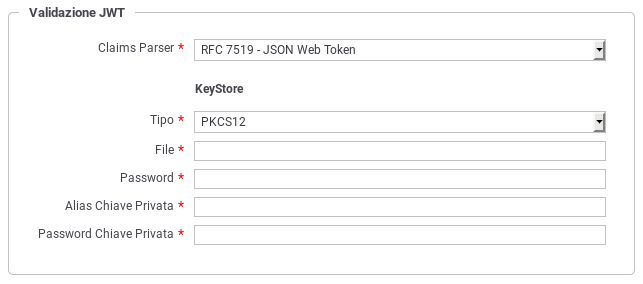 Validazione JWT
Claims Parser * RFC 7519 - JSON Web Token
KeyStore
Tipo * PKCS12
File *
Password *
Alias Chiave Privata *
Password Chiave Privata *